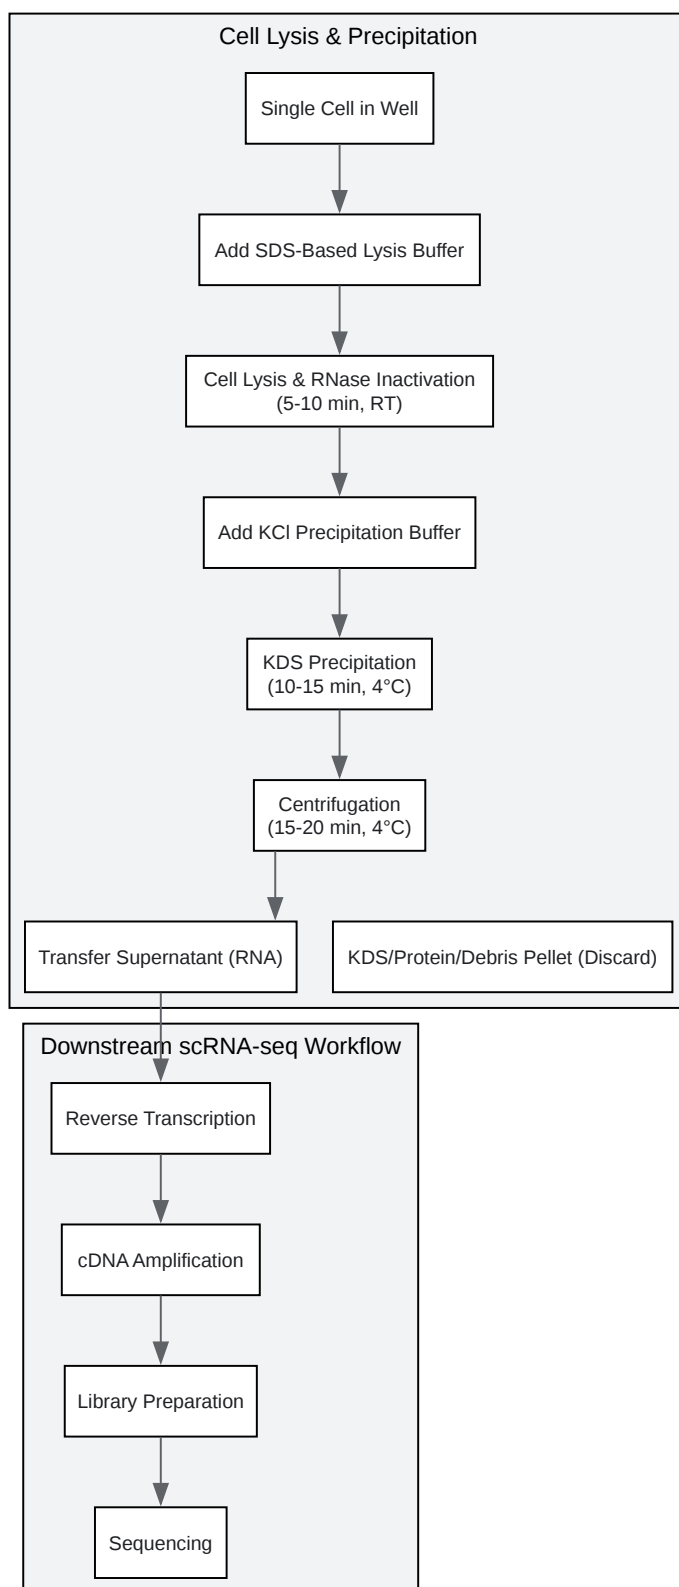 Cell Lysis & Precipitation
Single Cell in Well
Add SDS-Based Lysis Buffer
Cell Lysis & RNase Inactivation
(5-10 min, RT)
Add KCl Precipitation Buffer
KDS Precipitation
(10-15 min, 4°C)
Centrifugation
(15-20 min, 4°C)
Transfer Supernatant (RNA)
KDS/Protein/Debris Pellet (Discard)
Downstream scRNA-seq Workflow
Reverse Transcription
cDNA Amplification
Library Preparation
Sequencing